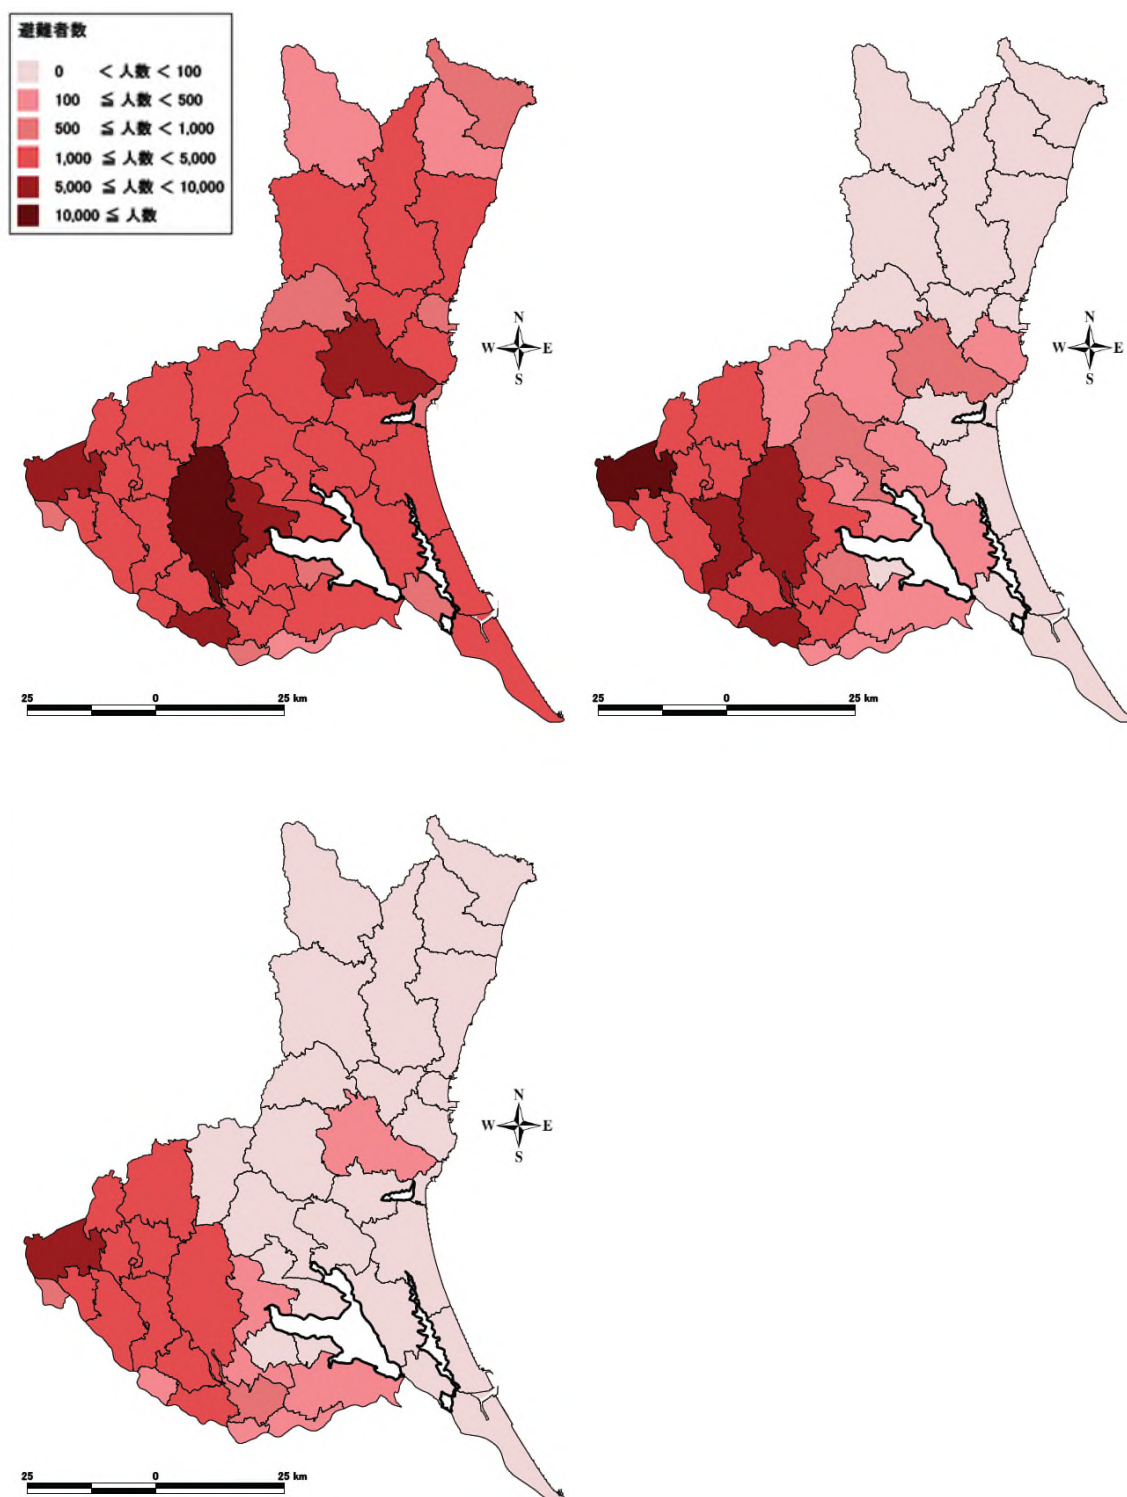 避難者数
0 < 人数 < 100
100 ≦ 人数 < 500
500 ≦ 人数 < 1,000
1,000 ≦ 人数 < 5,000
5,000 ≦ 人数 < 10,000
10,000 ≦ 人数
N
W E
S
N
W E
S
25 0 25 km
25 0 25 km
N
W E
S
25 0 25 km